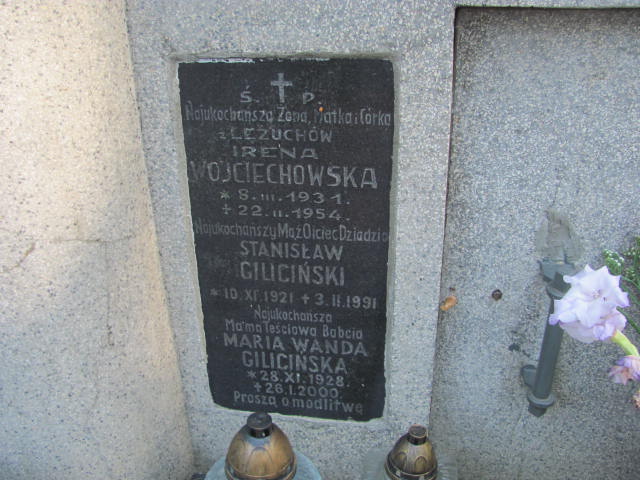 Ś. P.
Najukochańsza Żona, Matka i Córka
z ŁEZUCHÓW
IRENA
WOJCIECHOWSKA
* 8.III.1931.
+ 22.II.1954.
Najukochańszy Mąż Ojciec Dziadzio
STANISŁAW
GILICIŃSKI
* 10.XI.1921 + 3.II.1991
Najukochańsza
Mama Teściowa Babcia
MARIA WANDA
GILICIŃSKA
* 28.XI.1928.
+ 26.I.2000.
Proszą o modlitwę